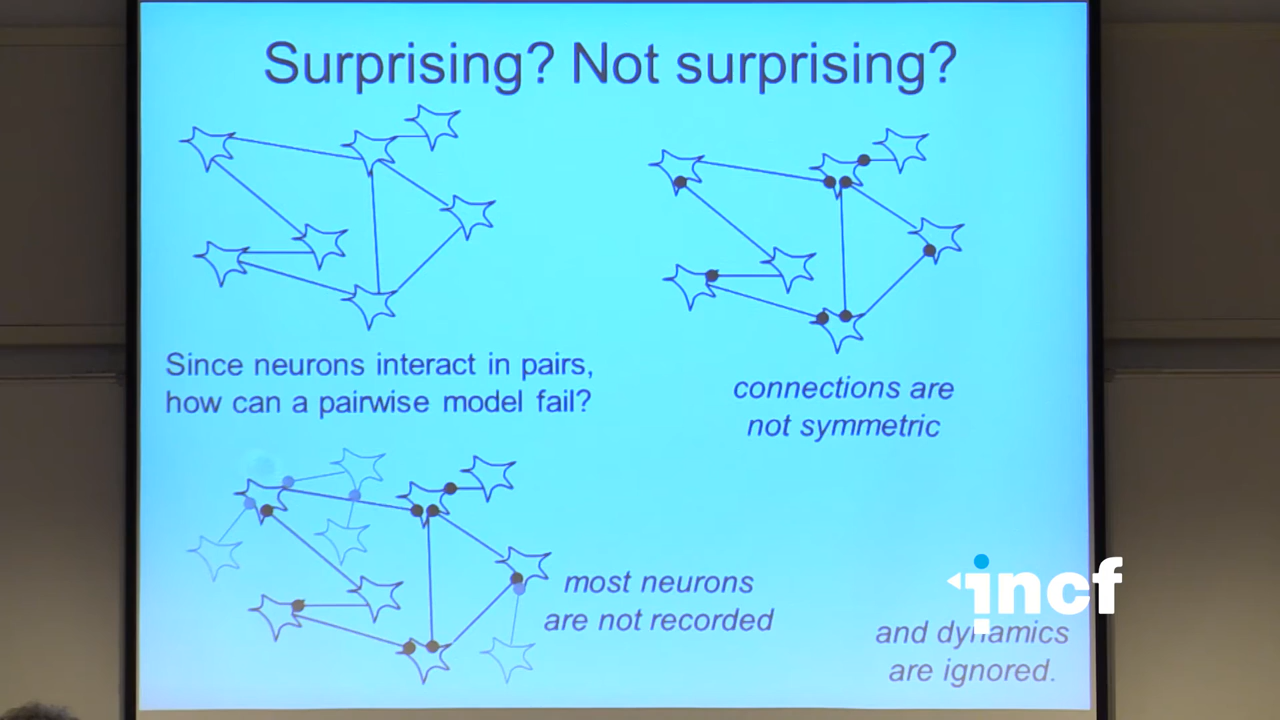 Surprising? Not surprising?
Since neurons interact in pairs,
how can a pairwise model fail?
connections are
not symmetric
most neurons
are not recorded
incf
and dynamics
are ignored.